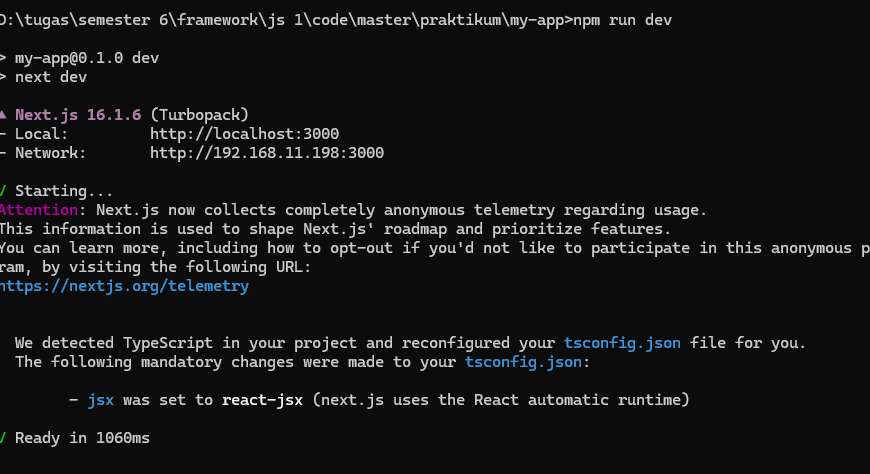 D:\tugas\semester 6\framework\js 1\code\master\praktikum\my-app>npm run dev
> my-app@0.1.0 dev
> next dev
▲ Next.js 16.1.6 (Turbopack)
- Local:         http://localhost:3000
- Network:       http://192.168.11.198:3000
✓ Starting...
Attention: Next.js now collects completely anonymous telemetry regarding usage.
This information is used to shape Next.js' roadmap and prioritize features.
You can learn more, including how to opt-out if you'd not like to participate in this anonymous p
ram, by visiting the following URL:
https://nextjs.org/telemetry
We detected TypeScript in your project and reconfigured your tsconfig.json file for you.
The following mandatory changes were made to your tsconfig.json:
- jsx was set to react-jsx (next.js uses the React automatic runtime)
✓ Ready in 1060ms